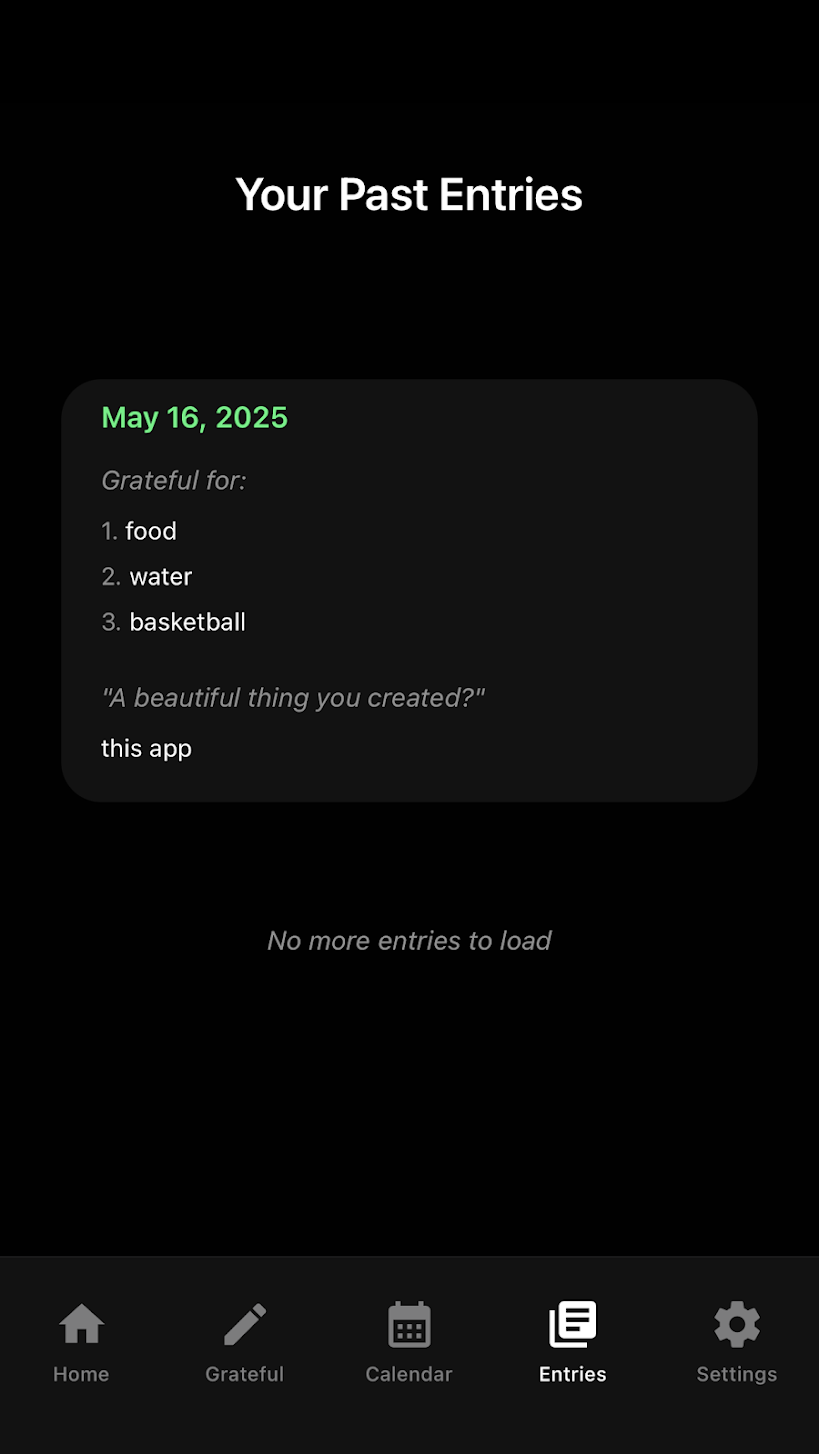 Your Past Entries
May 16, 2025
Grateful for:
1. food
2. water
3. basketball
"A beautiful thing you created?"
this app
No more entries to load
Home Grateful Calendar Entries Settings